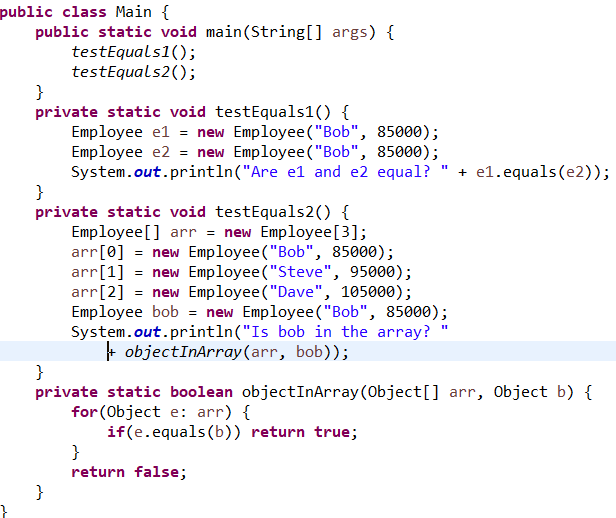 public class Main {
    public static void main(String[] args) {
        testEquals1();
        testEquals2();
    }
    private static void testEquals1() {
        Employee e1 = new Employee("Bob", 85000);
        Employee e2 = new Employee("Bob", 85000);
        System.out.println("Are e1 and e2 equal? " + e1.equals(e2));
    }
    private static void testEquals2() {
        Employee[] arr = new Employee[3];
        arr[0] = new Employee("Bob", 85000);
        arr[1] = new Employee("Steve", 95000);
        arr[2] = new Employee("Dave", 105000);
        Employee bob = new Employee("Bob", 85000);
        System.out.println("Is bob in the array? "
            + objectInArray(arr, bob));
    }
    private static boolean objectInArray(Object[] arr, Object b) {
        for(Object e: arr) {
            if(e.equals(b)) return true;
        }
        return false;
    }
}